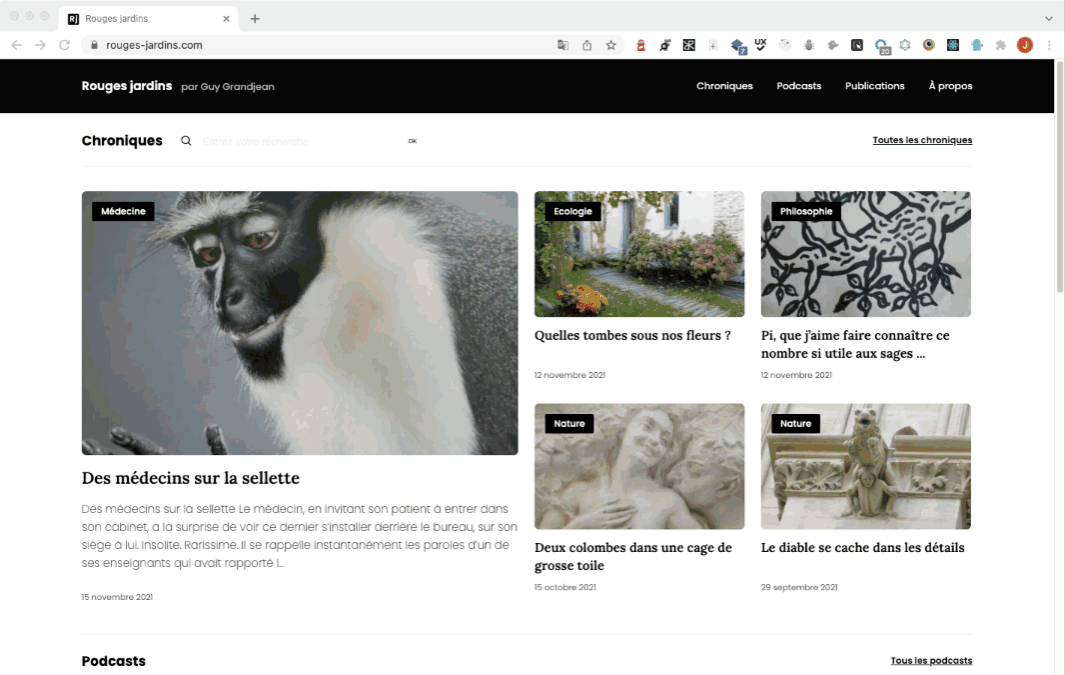 Rouges jardins
rouges-jardins.com
UX
7
20
J
Rouges jardins par Guy Grandjean
Chroniques Podcasts Publications À propos
Chroniques Entrez votre recherche OK Toutes les chroniques
Médecine
Des médecins sur la sellette
Des médecins sur la sellette Le médecin, en invitant son patient à entrer dans
son cabinet, a la surprise de voir ce dernier s'installer derrière le bureau, sur son
siège à lui. Insolite. Rarissime. Il se rappelle instantanément les paroles d'un de
ses enseignants qui avait rapporté l...
15 novembre 2021
Ecologie
Quelles tombes sous nos fleurs ?
12 novembre 2021
Philosophie
Pi, que j'aime faire connaître ce
nombre si utile aux sages ...
12 novembre 2021
Nature
Deux colombes dans une cage de
grosse toile
15 octobre 2021
Nature
Le diable se cache dans les détails
29 septembre 2021
Podcasts Tous les podcasts